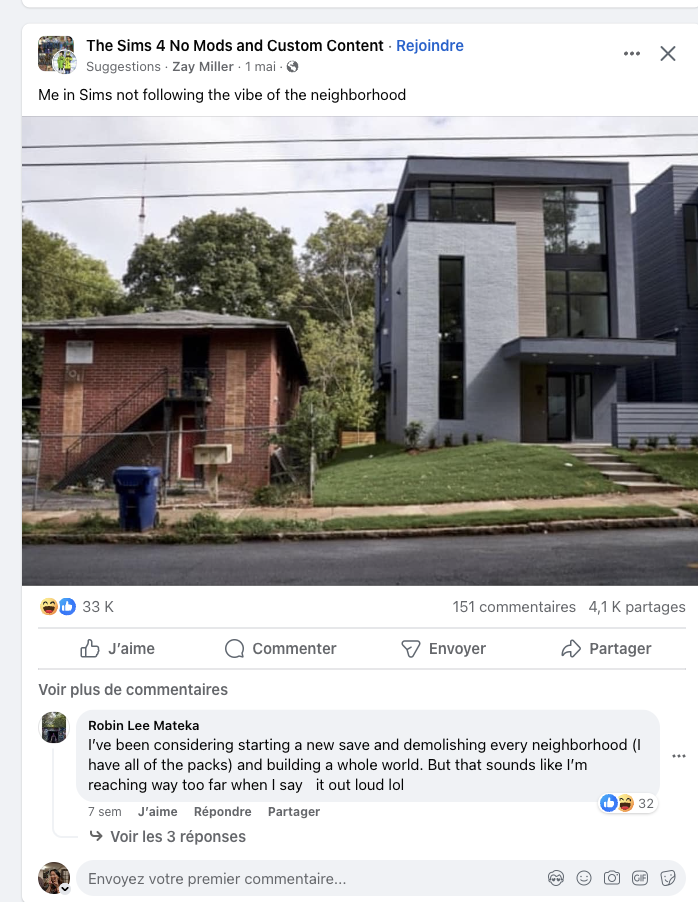 The Sims 4 No Mods and Custom Content · Rejoindre
Suggestions · Zay Miller · 1 mai ·
Me in Sims not following the vibe of the neighborhood
33 K
151 commentaires 4,1 K partages
J’aime
Commenter
Envoyer
Partager
Voir plus de commentaires
Robin Lee Mateka
I’ve been considering starting a new save and demolishing every neighborhood (I
have all of the packs) and building a whole world. But that sounds like I’m
reaching way too far when I say it out loud lol
32
7 sem J’aime Répondre Partager
Voir les 3 réponses
Envoyez votre premier commentaire...
GIF